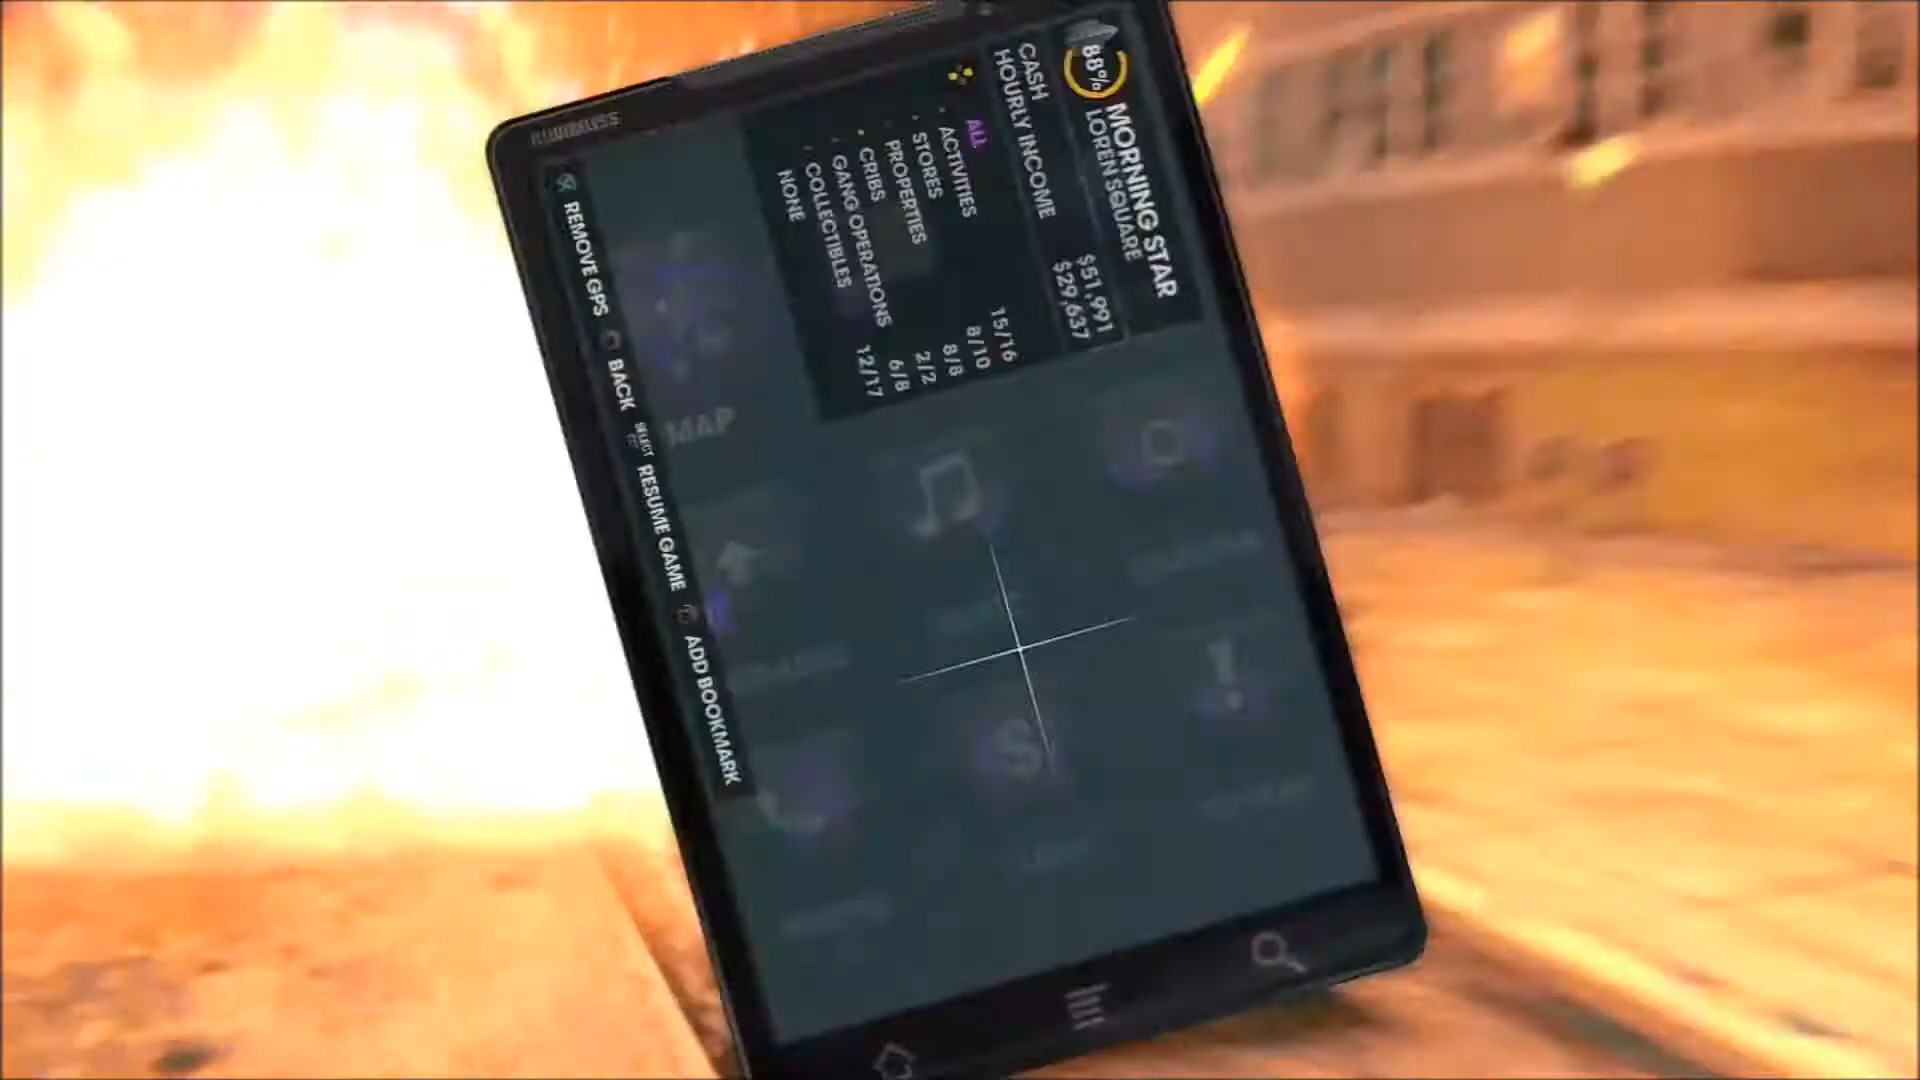 88%
MORNING STAR
LOREN SQUARE
CASH $51,991
HOURLY INCOME $29,637
ALL
ACTIVITIES 15/16
STORES 8/10
PROPERTIES 8/8
CRIBS 2/2
GANG OPERATIONS 6/8
COLLECTIBLES 12/17
NONE
REMOVE GPS BACK SELECT RESUME GAME ADD BOOKMARK
MAP